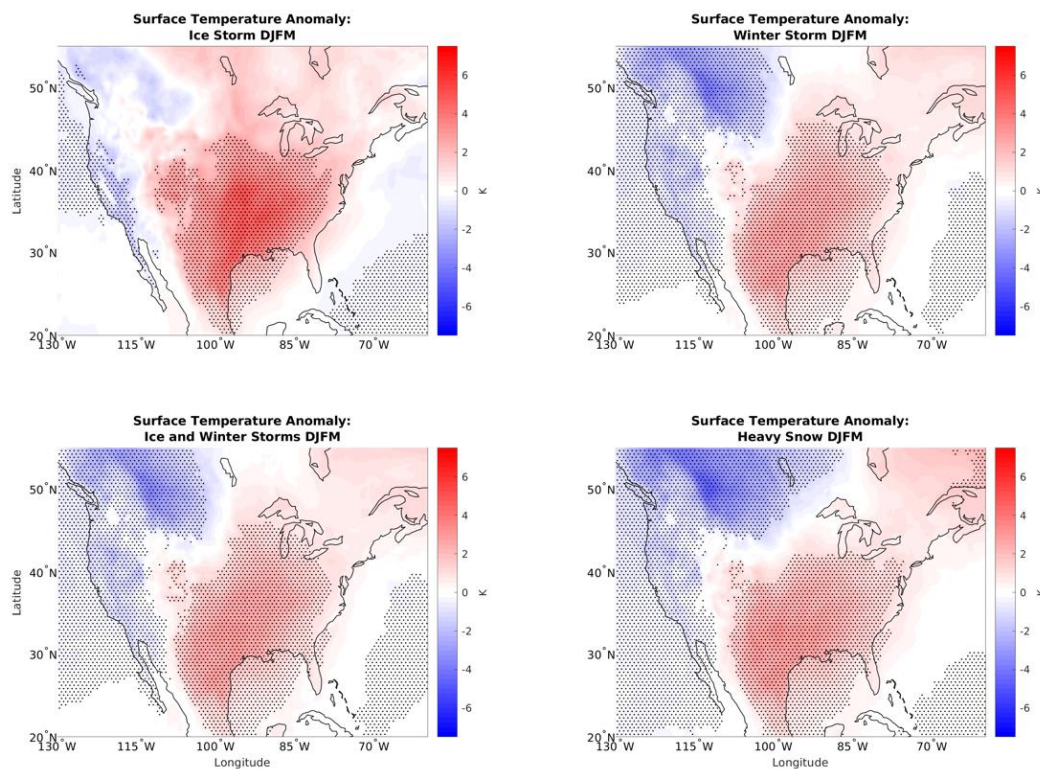 Surface Temperature Anomaly:
Ice Storm DJFM
50°N
40°N
30°N
20°N
130°W
115°W
100°W
85°W
70°W
Latitude
6
4
2
0
-2
-4
-6
K
Surface Temperature Anomaly:
Winter Storm DJFM
50°N
40°N
30°N
20°N
130°W
115°W
100°W
85°W
70°W
6
4
2
0
-2
-4
-6
K
Surface Temperature Anomaly:
Ice and Winter Storms DJFM
50°N
40°N
30°N
20°N
130°W
115°W
100°W
85°W
70°W
Latitude
Longitude
6
4
2
0
-2
-4
-6
K
Surface Temperature Anomaly:
Heavy Snow DJFM
50°N
40°N
30°N
20°N
130°W
115°W
100°W
85°W
70°W
Longitude
6
4
2
0
-2
-4
-6
K